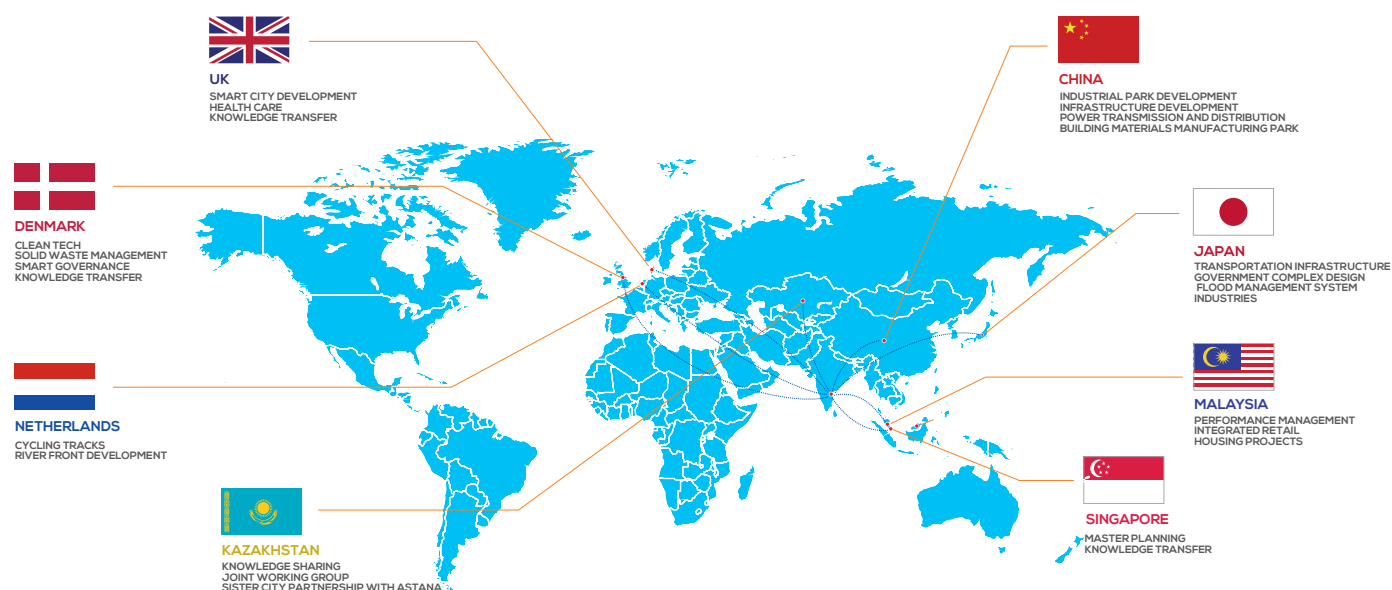 UK
SMART CITY DEVELOPMENT
HEALTH CARE
KNOWLEDGE TRANSFER
CHINA
INDUSTRIAL PARK DEVELOPMENT
INFRASTRUCTURE DEVELOPMENT
POWER TRANSMISSION AND DISTRIBUTION
BUILDING MATERIALS MANUFACTURING PARK
DENMARK
CLEAN TECH
SOLID WASTE MANAGEMENT
SMART GOVERNANCE
KNOWLEDGE TRANSFER
JAPAN
TRANSPORTATION INFRASTRUCTURE
GOVERNMENT COMPLEX DESIGN
FLOOD MANAGEMENT SYSTEM
INDUSTRIES
NETHERLANDS
CYCLING TRACKS
RIVER FRONT DEVELOPMENT
MALAYSIA
PERFORMANCE MANAGEMENT
INTEGRATED RETAIL
HOUSING PROJECTS
KAZAKHSTAN
KNOWLEDGE SHARING
JOINT WORKING GROUP
SISTER CITY PARTNERSHIP WITH ASTANA
SINGAPORE
MASTER PLANNING
KNOWLEDGE TRANSFER